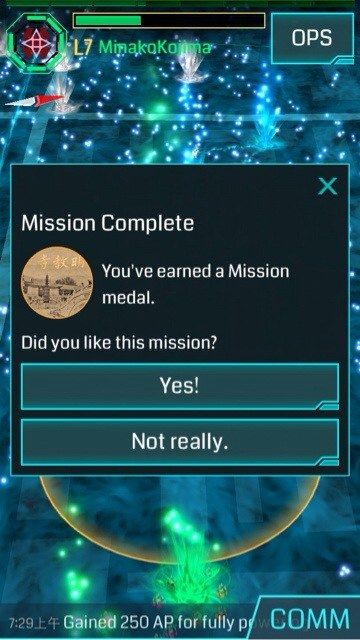 OPS
L7 MinakoKojima
Mission Complete
You've earned a Mission
medal.
Did you like this mission?
Yes!
Not really.
7:29上午 Gained 250 AP for fully
COMM